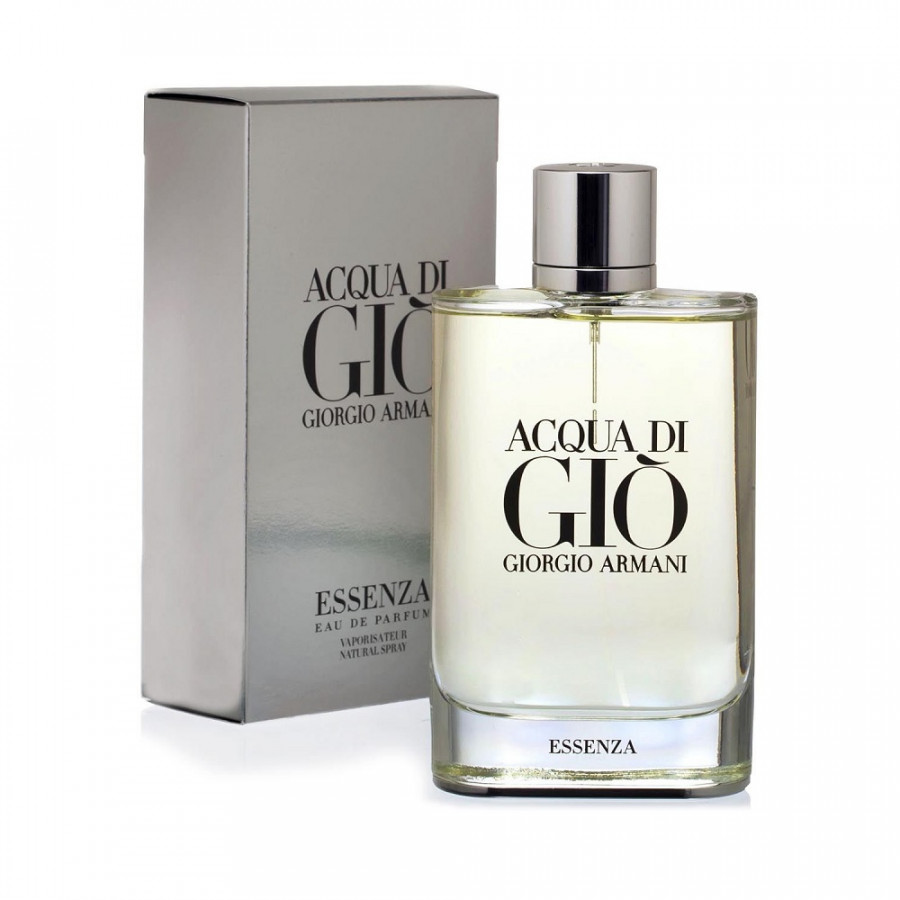 ACQUA DI
GIÒ
GIORGIO ARMANI
ESSENZA
EAU DE PARFUM
VAPORISATEUR
NATURAL SPRAY
ACQUA DI
GIÒ
GIORGIO ARMANI
ESSENZA